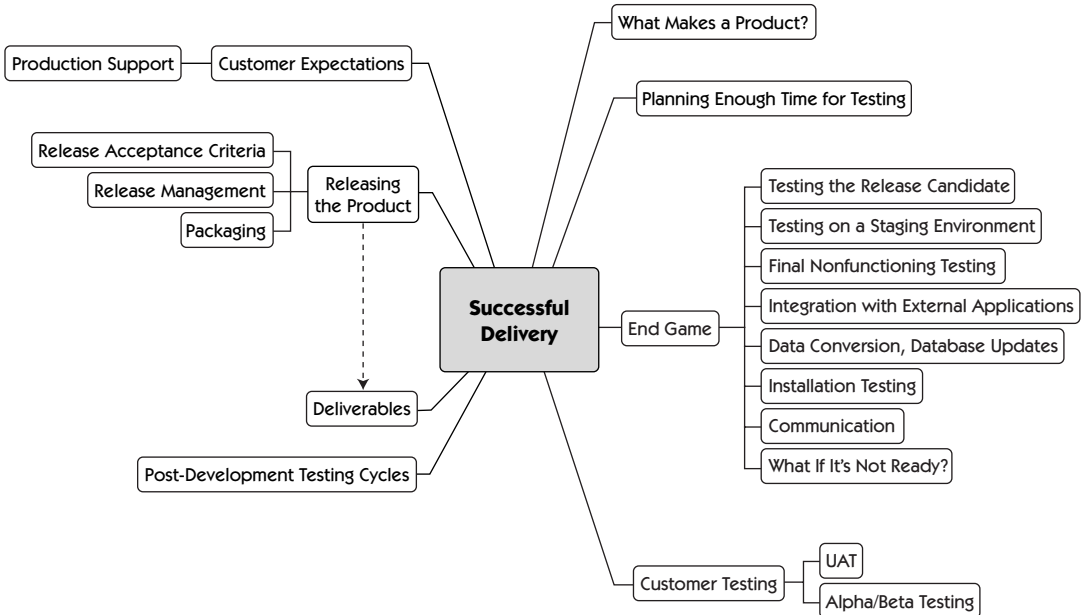 What Makes a Product?
Production Support
Customer Expectations
Planning Enough Time for Testing
Release Acceptance Criteria
Release Management
Packaging
Releasing
the Product
Testing the Release Candidate
Testing on a Staging Environment
Final Nonfunctioning Testing
Integration with External Applications
Data Conversion, Database Updates
Installation Testing
Communication
What If It's Not Ready?
Successful
Delivery
End Game
Deliverables
Post-Development Testing Cycles
Customer Testing
UAT
Alpha/Beta Testing